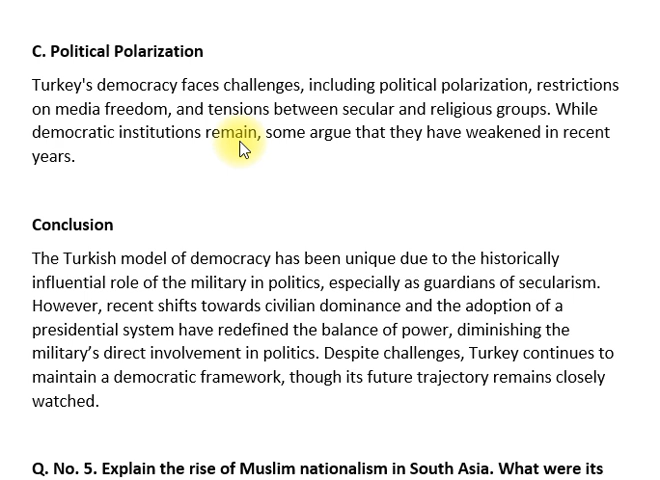 C. Political Polarization
Turkey's democracy faces challenges, including political polarization, restrictions
on media freedom, and tensions between secular and religious groups. While
democratic institutions remain, some argue that they have weakened in recent
years.
Conclusion
The Turkish model of democracy has been unique due to the historically
influential role of the military in politics, especially as guardians of secularism.
However, recent shifts towards civilian dominance and the adoption of a
presidential system have redefined the balance of power, diminishing the
military’s direct involvement in politics. Despite challenges, Turkey continues to
maintain a democratic framework, though its future trajectory remains closely
watched.
Q. No. 5. Explain the rise of Muslim nationalism in South Asia. What were its